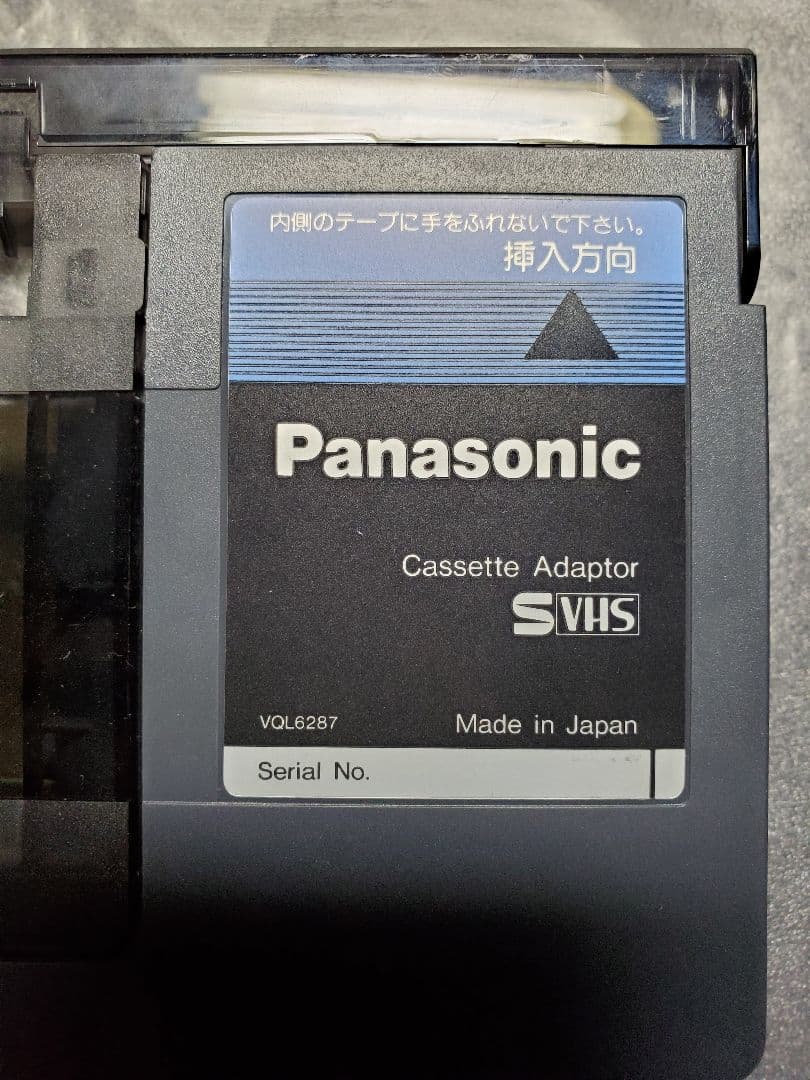 内側のテープに手をふれないで下さい。
挿入方向
Panasonic
Cassette Adaptor
S VHS
VQL6287
Made in Japan
Serial No.